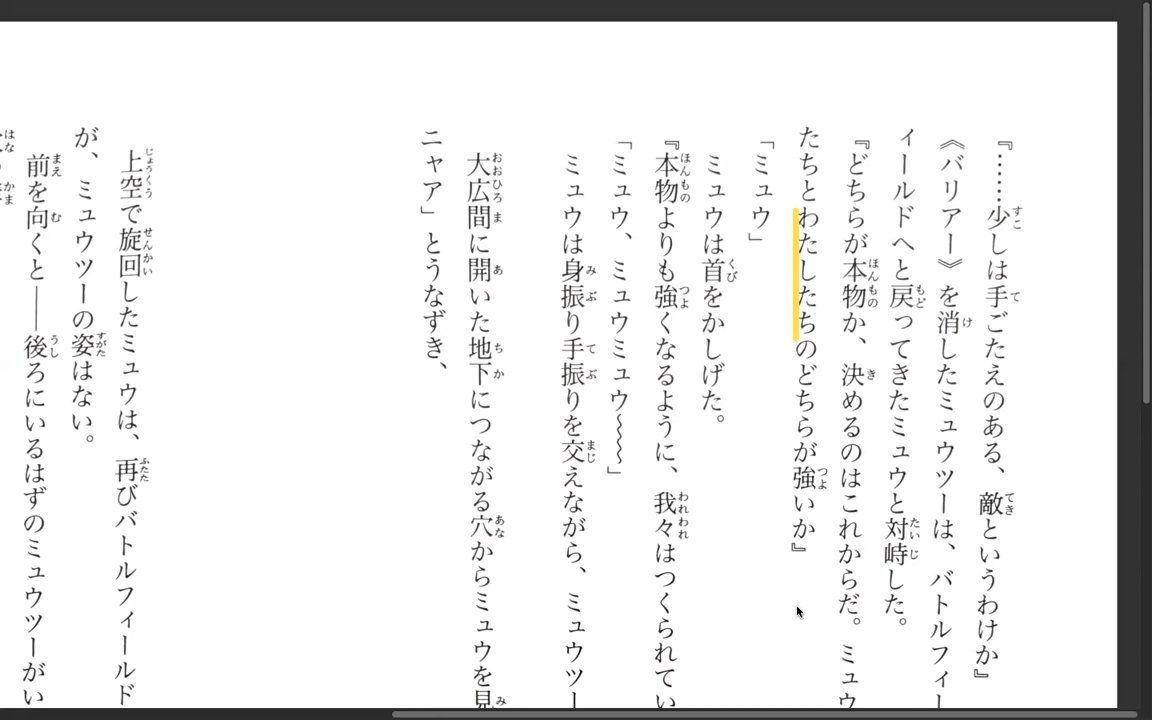 『……少しは手ごたえのある、敵というわけか』
《バリアー》を消したミュウツーは、バトルフィー
ィールドへと戻ってきたミュウと対峙した。
『どちらが本物か、決めるのはこれからだ。ミュウ
たちとわたしたちのどちらが強いか』
「ミュウ」
ミュウは首をかしげた。
『本物よりも強くなるように、我々はつくられてい
「ミュウ、ミュウミュウ〜〜〜」
ミュウは身振り手振りを交えながら、ミュウツー
大広間に開いた地下につながる穴からミュウを見
ニャア」とうなずき、
上空で旋回したミュウは、再びバトルフィールド
が、ミュウツーの姿はない。
前を向くと――後ろにいるはずのミュウツーがい